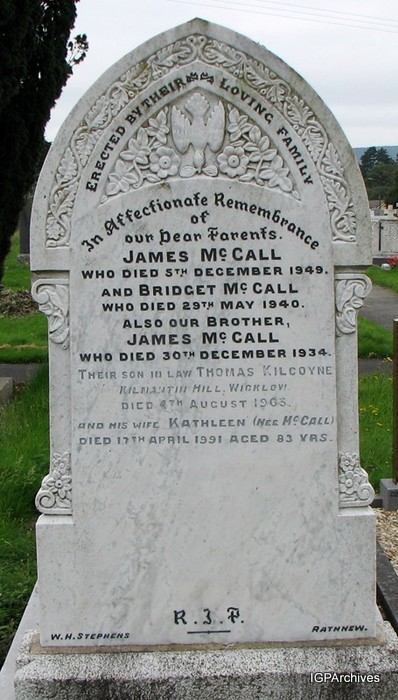 ERECTED BY THEIR LOVING FAMILY
In Affectionate Remembrance
of
our Dear Parents.
JAMES McCALL
WHO DIED 5TH DECEMBER 1949.
AND BRIDGET McCALL
WHO DIED 29TH MAY 1940.
ALSO OUR BROTHER,
JAMES McCALL
WHO DIED 30TH DECEMBER 1934.
THEIR SON IN LAW THOMAS KILCOYNE
KILMANTIN HILL, WICKLOW
DIED 4TH AUGUST 1963.
AND HIS WIFE KATHLEEN (NEE McCALL)
DIED 17TH APRIL 1991 AGED 83 YRS.
R.I.P.
W.H. STEPHENS RATHNEW.
IGPArchives